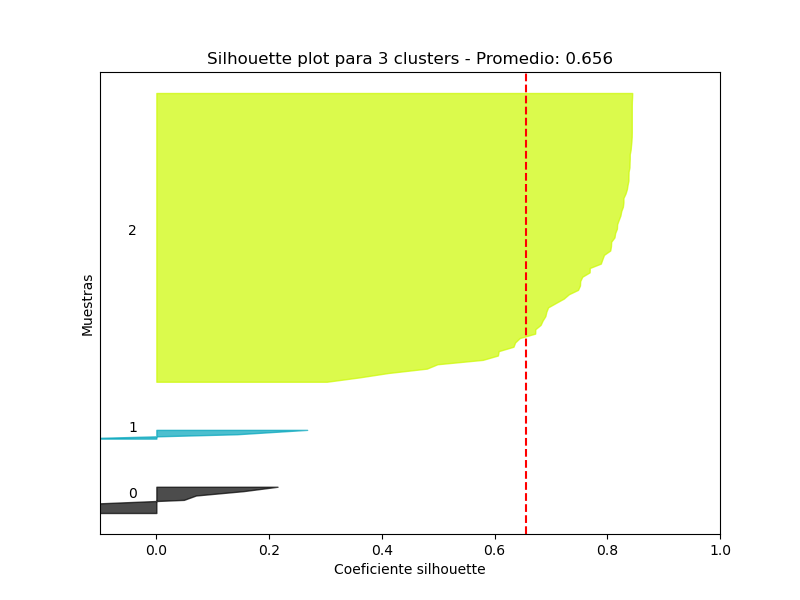 Silhouette plot para 3 clusters - Promedio: 0.656
Muestras
2
1
0
0.0 0.2 0.4 0.6 0.8 1.0
Coeficiente silhouette